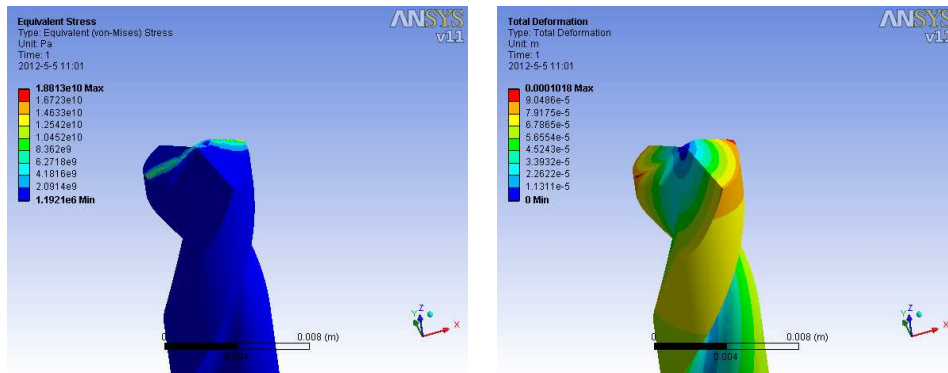 Equivalent Stress
Type: Equivalent (von-Mises) Stress
Unit: Pa
Time: 1
2012-5-5 11:01
ANSYS
v11
1.8813e10 Max
1.6723e10
1.4633e10
1.2542e10
1.0452e10
8.362e9
6.2718e9
4.1816e9
2.0914e9
1.1921e6 Min
Z
Y
X
0
0.008 (m)
0.004
Total Deformation
Type: Total Deformation
Unit: m
Time: 1
2012-5-5 11:01
ANSYS
v11
0.0001018 Max
9.0486e-5
7.9175e-5
6.7865e-5
5.6554e-5
4.5243e-5
3.3932e-5
2.2622e-5
1.1311e-5
0 Min
Z
Y
X
0
0.008 (m)
0.004